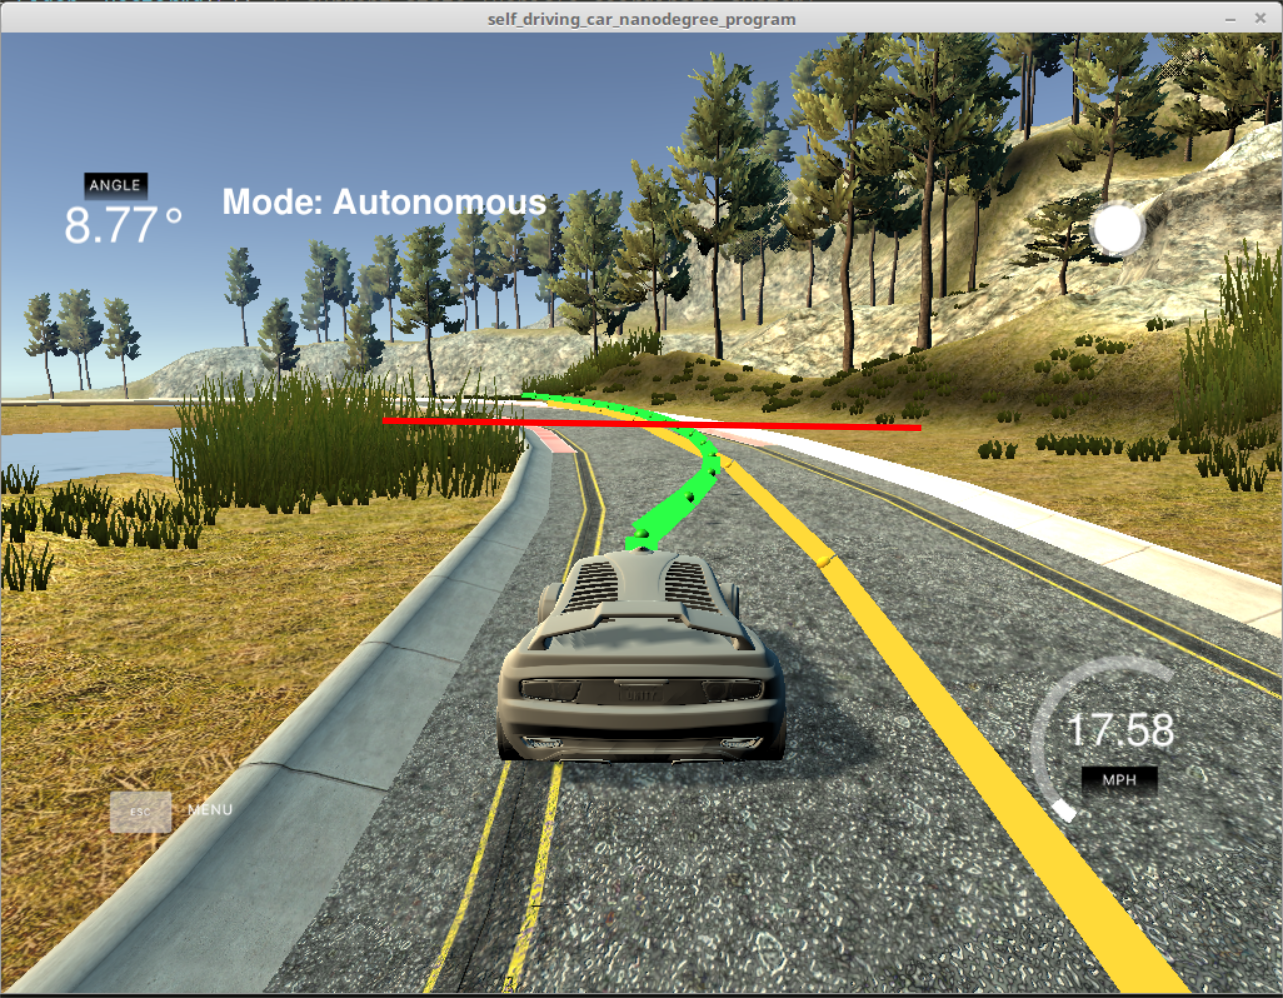 self_driving_car_nanodegree_program
ANGLE
8.77°
Mode: Autonomous
17.58
MPH
ESC
MENU